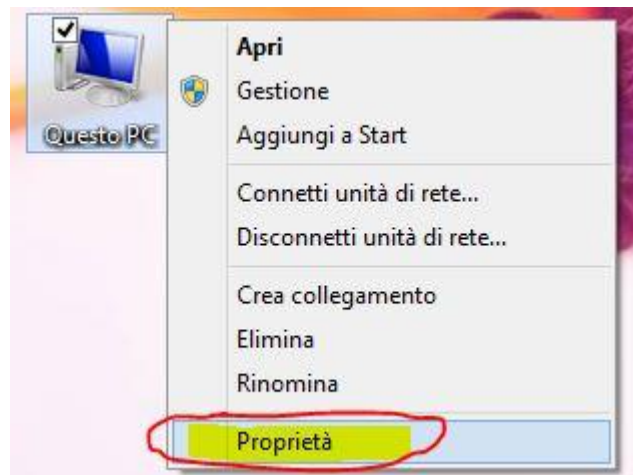 Questo PC
Apri
Gestione
Aggiungi a Start
Connetti unità di rete...
Disconnetti unità di rete...
Crea collegamento
Elimina
Rinomina
Proprietà